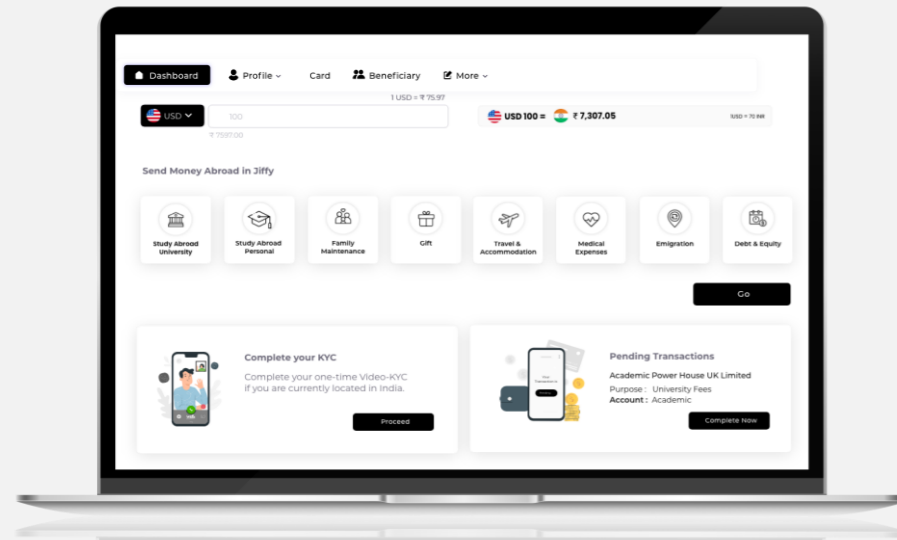 Dashboard
Profile
Card
Beneficiary
More
1 USD = ₹ 75.97
USD
100
USD 100 =
₹ 7,307.05
₹ 7597.00
Send Money Abroad in Jiffy
Study Abroad
University
Study Abroad
Personal
Family
Maintenance
Gift
Travel &
Accommodation
Medical
Expenses
Emigration
Debt & Equity
Go
Complete your KYC
Complete your one-time Video-KYC
if you are currently located in India.
Proceed
Pending Transactions
Academic Power House UK Limited
Purpose : University Fees
Account : Academic
Complete Now